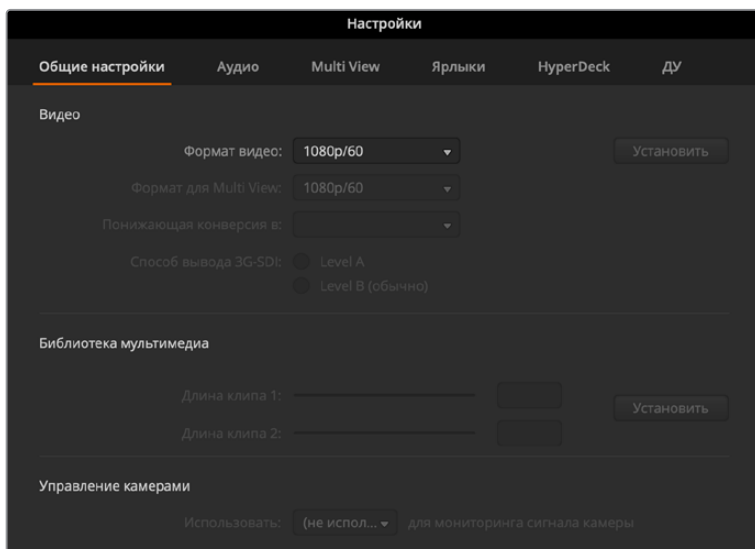 Настройки
Общие настройки Аудио Multi View Ярлыки HyperDeck ДУ
Видео
Формат видео: 1080p/60 Установить
Формат для Multi View: 1080p/60
Понижающая конверсия в:
Способ вывода 3G-SDI: Level A
Level B (обычно)
Библиотека мультимедиа
Длина клипа 1:
Установить
Длина клипа 2:
Управление камерами
Использовать: (не испол... для мониторинга сигнала камеры